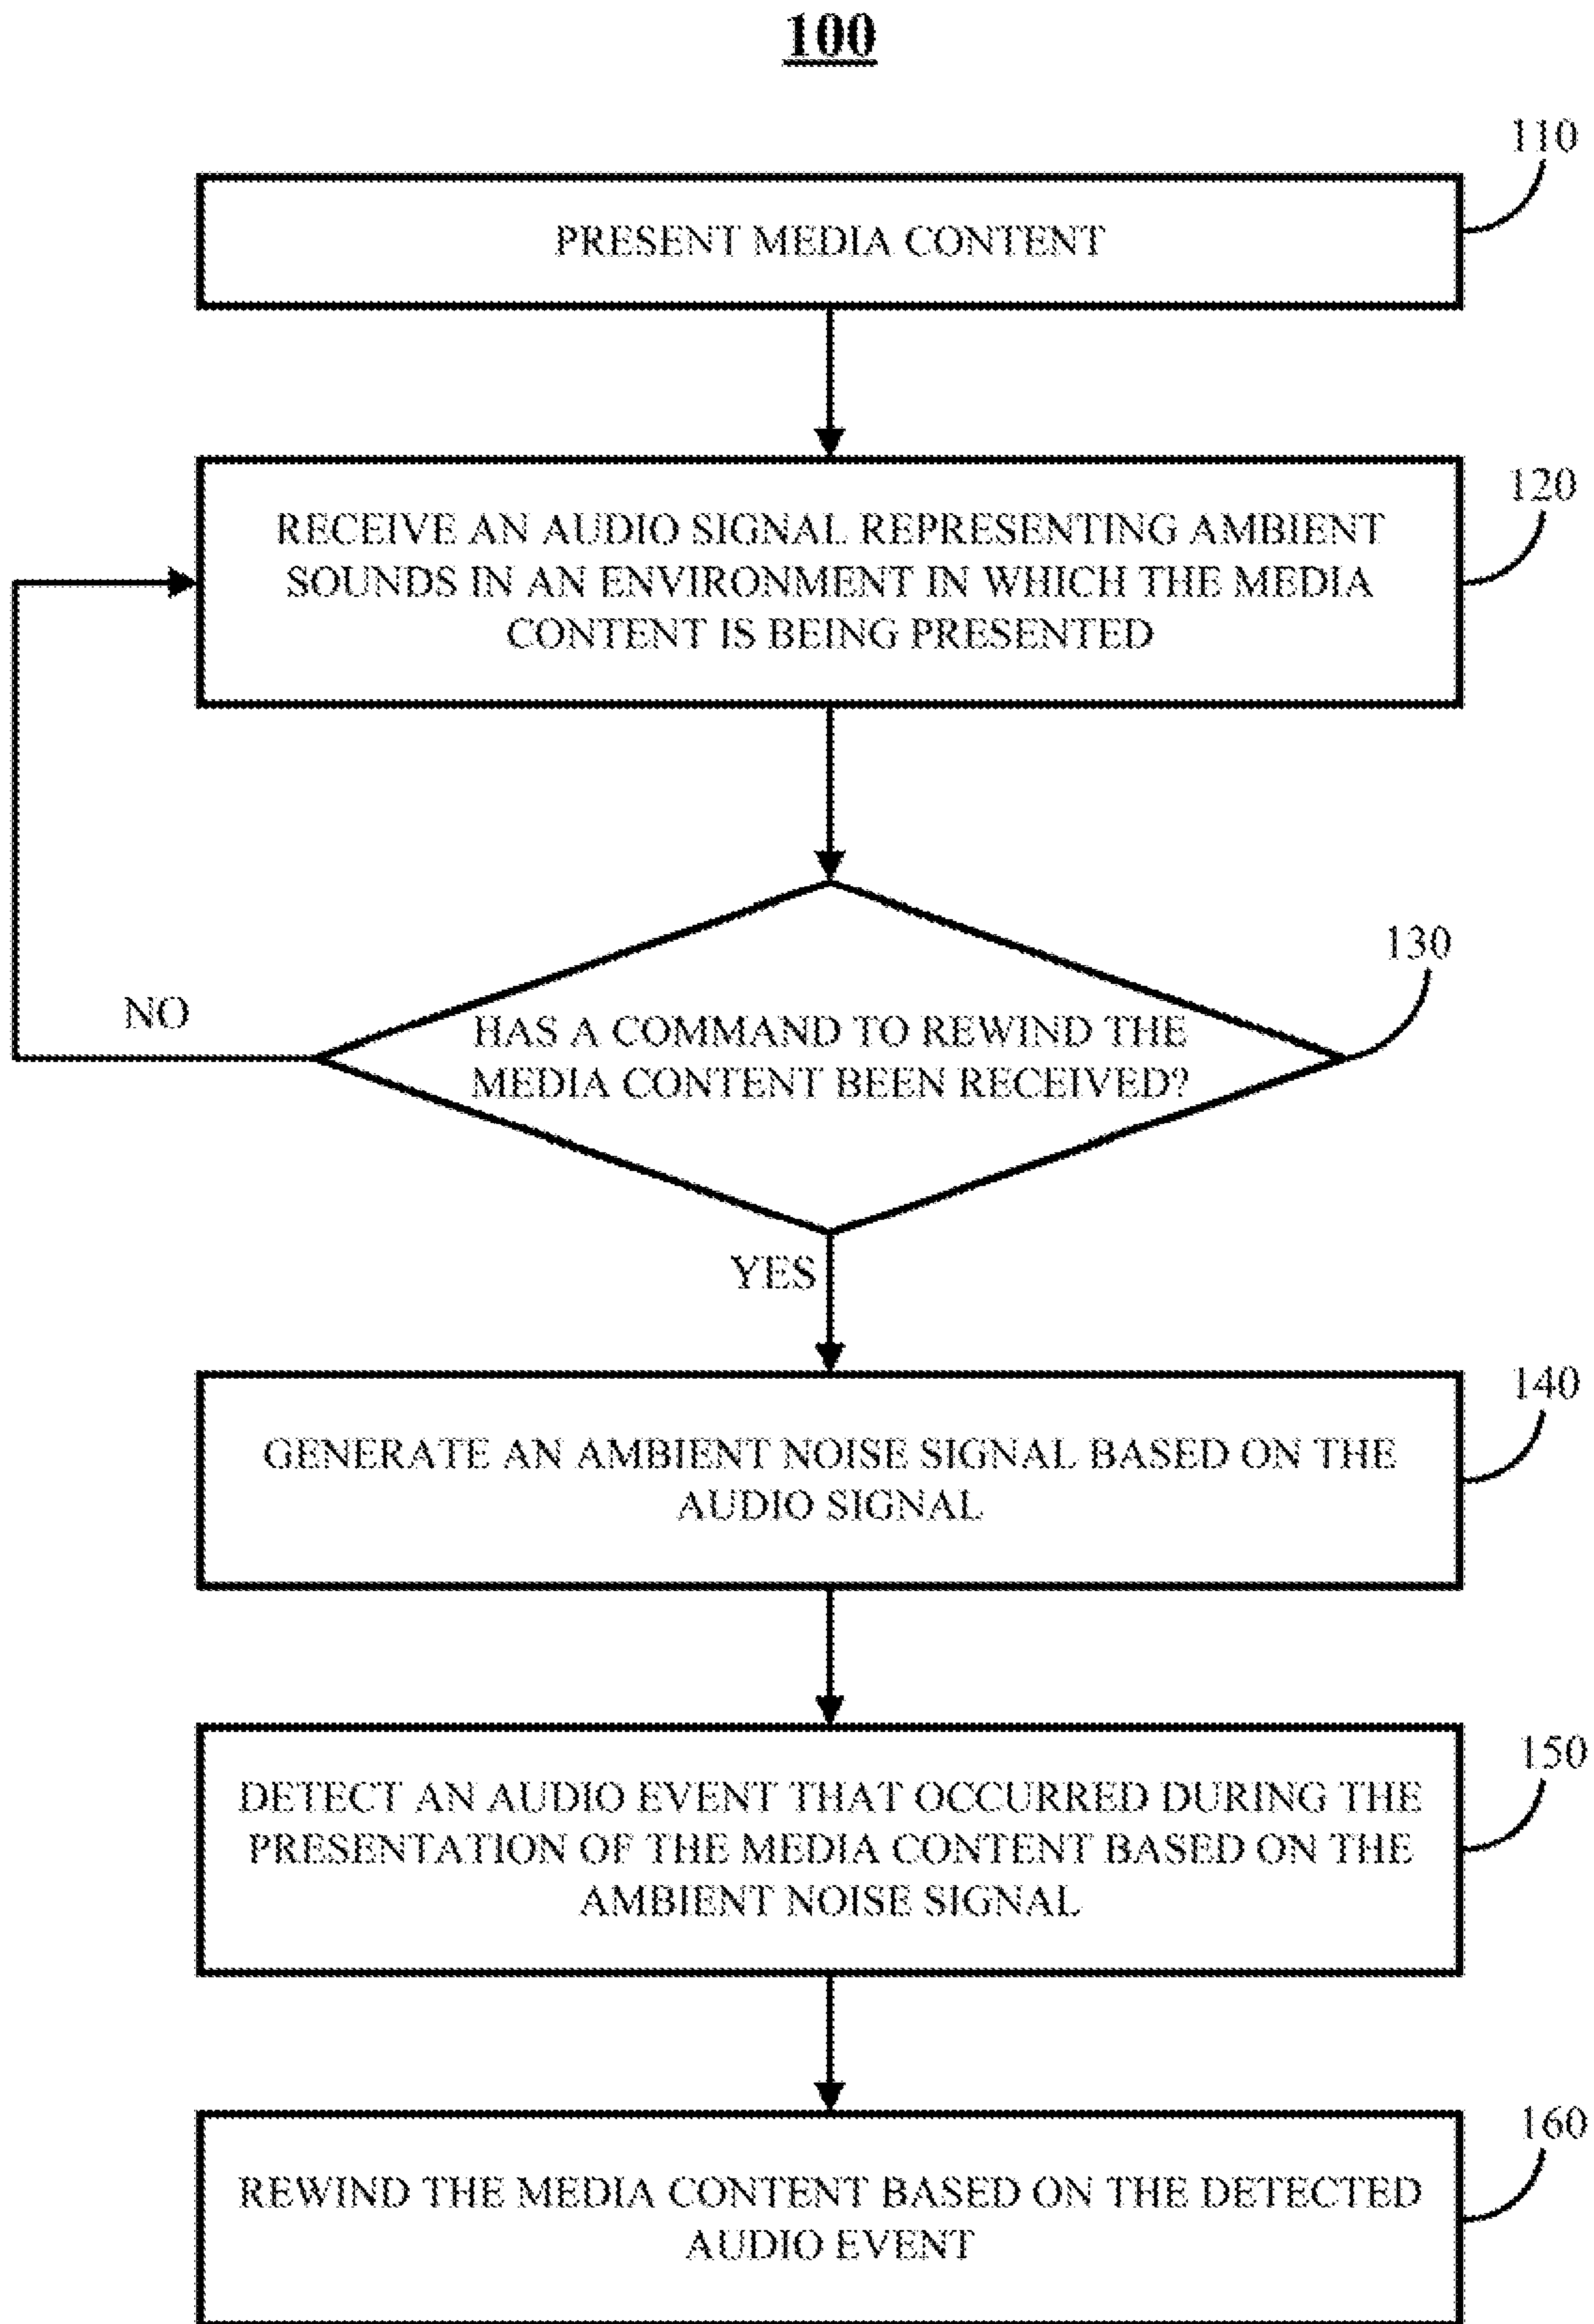 100
110
PRESENT MEDIA CONTENT
120
RECEIVE AN AUDIO SIGNAL REPRESENTING AMBIENT
SOUNDS IN AN ENVIRONMENT IN WHICH THE MEDIA
CONTENT IS BEING PRESENTED
130
NO
HAS A COMMAND TO REWIND THE
MEDIA CONTENT BEEN RECEIVED?
YES
140
GENERATE AN AMBIENT NOISE SIGNAL BASED ON THE
AUDIO SIGNAL
150
DETECT AN AUDIO EVENT THAT OCCURRED DURING THE
PRESENTATION OF THE MEDIA CONTENT BASED ON THE
AMBIENT NOISE SIGNAL
160
REWIND THE MEDIA CONTENT BASED ON THE DETECTED
AUDIO EVENT